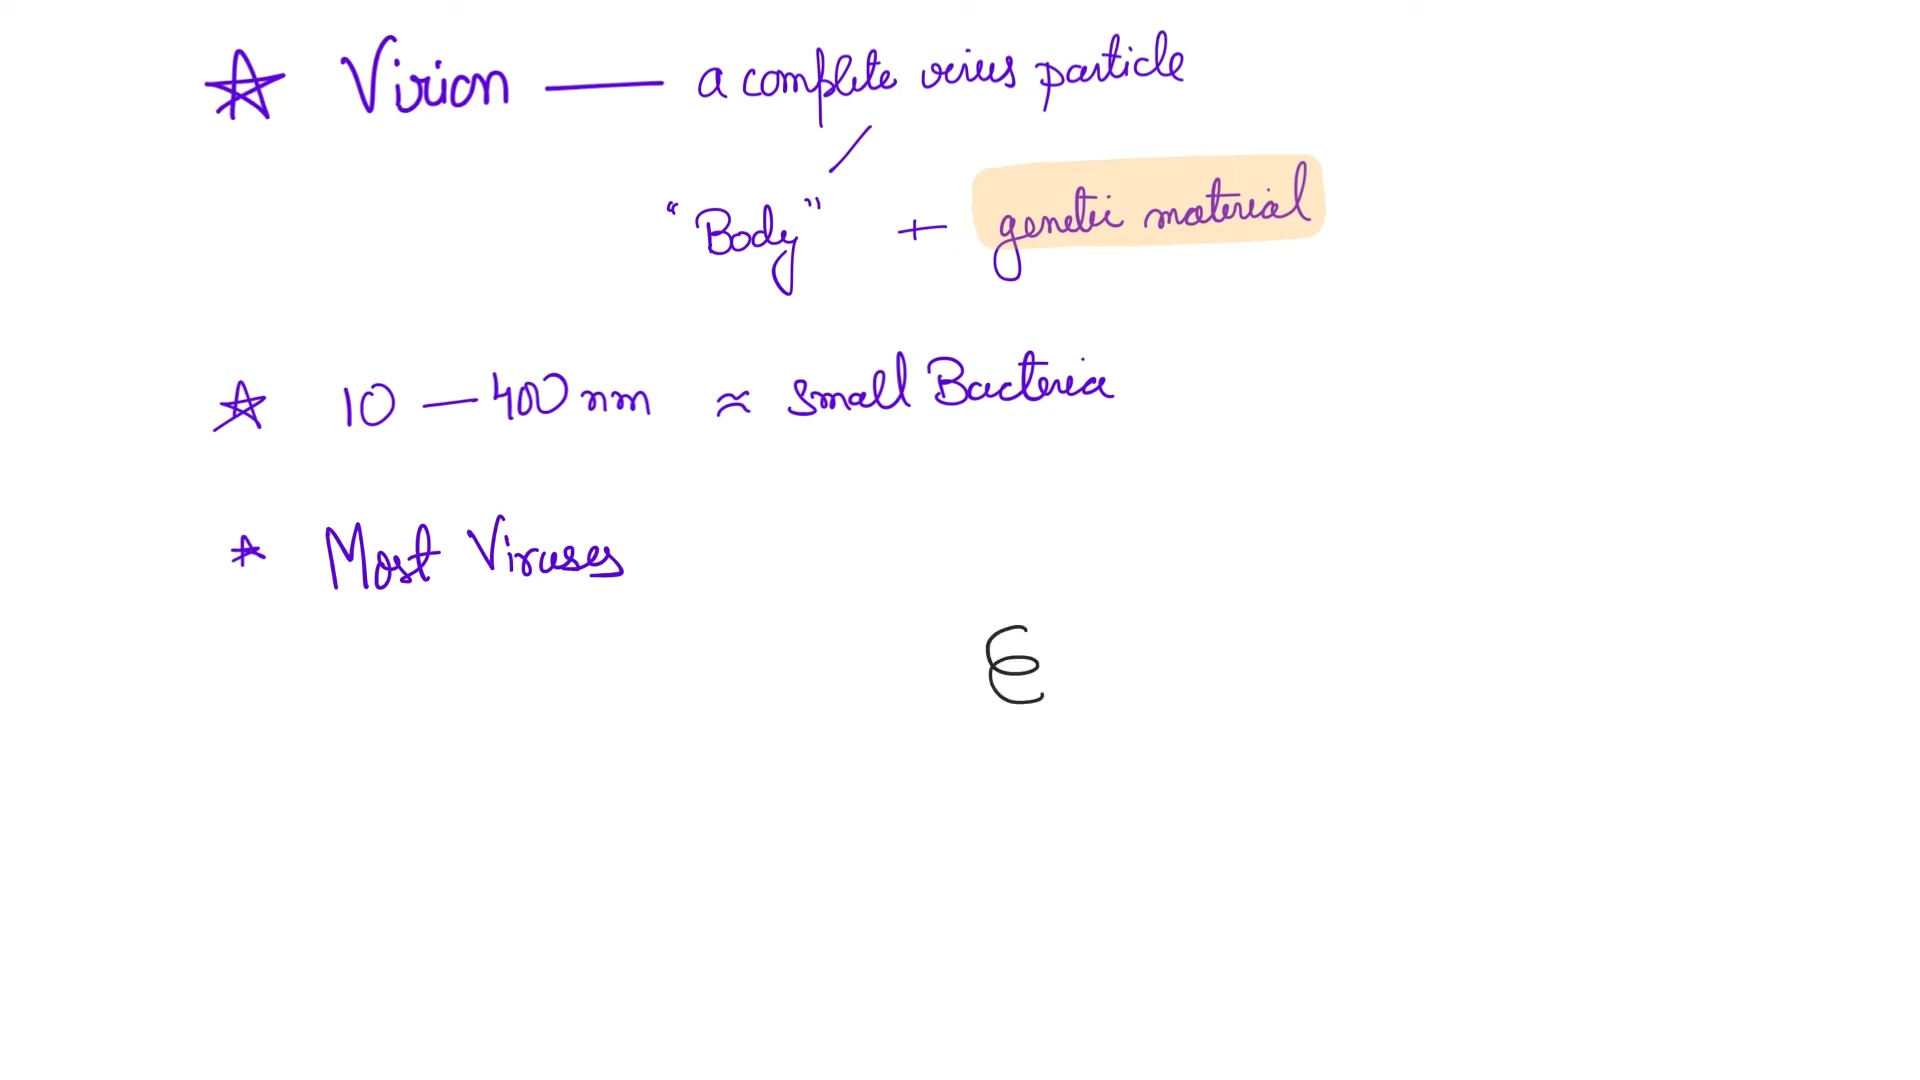 ☆ Virion — a complete virus particle
"Body" + genetic material
☆ 10 — 400 nm ≈ Small Bacteria
* Most Viruses
E